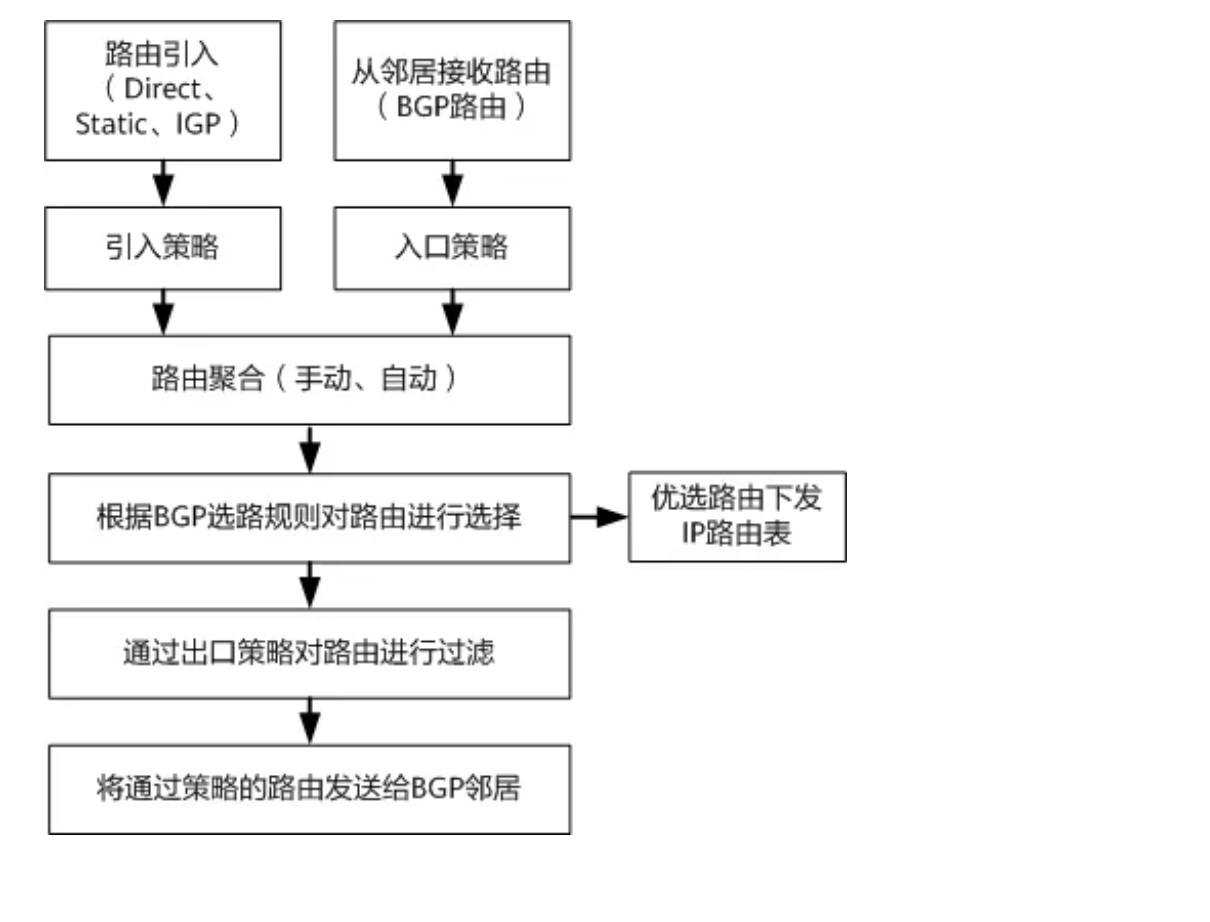 路由引入
（Direct、
Static、IGP）
从邻居接收路由
（BGP路由）
引入策略
入口策略
路由聚合（手动、自动）
根据BGP选路规则对路由进行选择
优选路由下发
IP路由表
通过出口策略对路由进行过滤
将通过策略的路由发送给BGP邻居